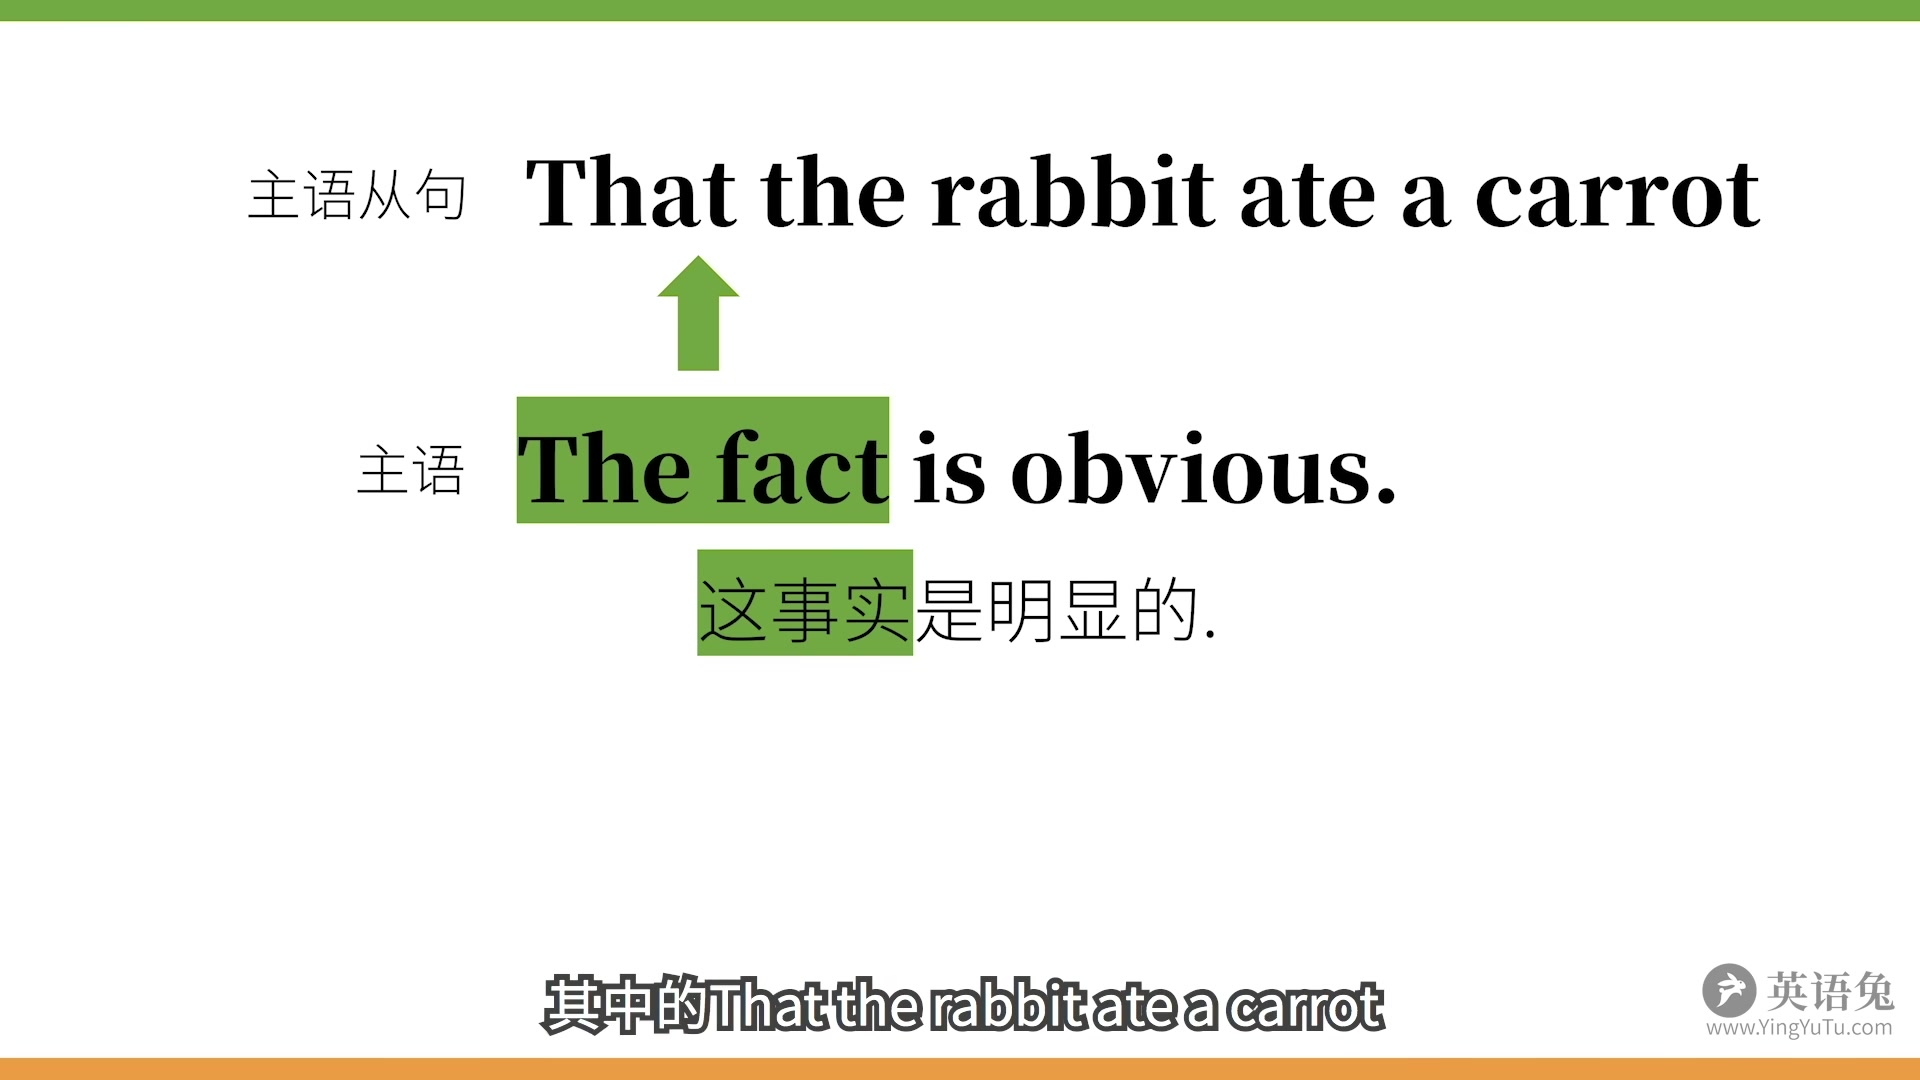 主语从句 That the rabbit ate a carrot
主语 The fact is obvious.
这事实是明显的.
其中的That the rabbit ate a carrot
英语兔
www.YingYuTu.com